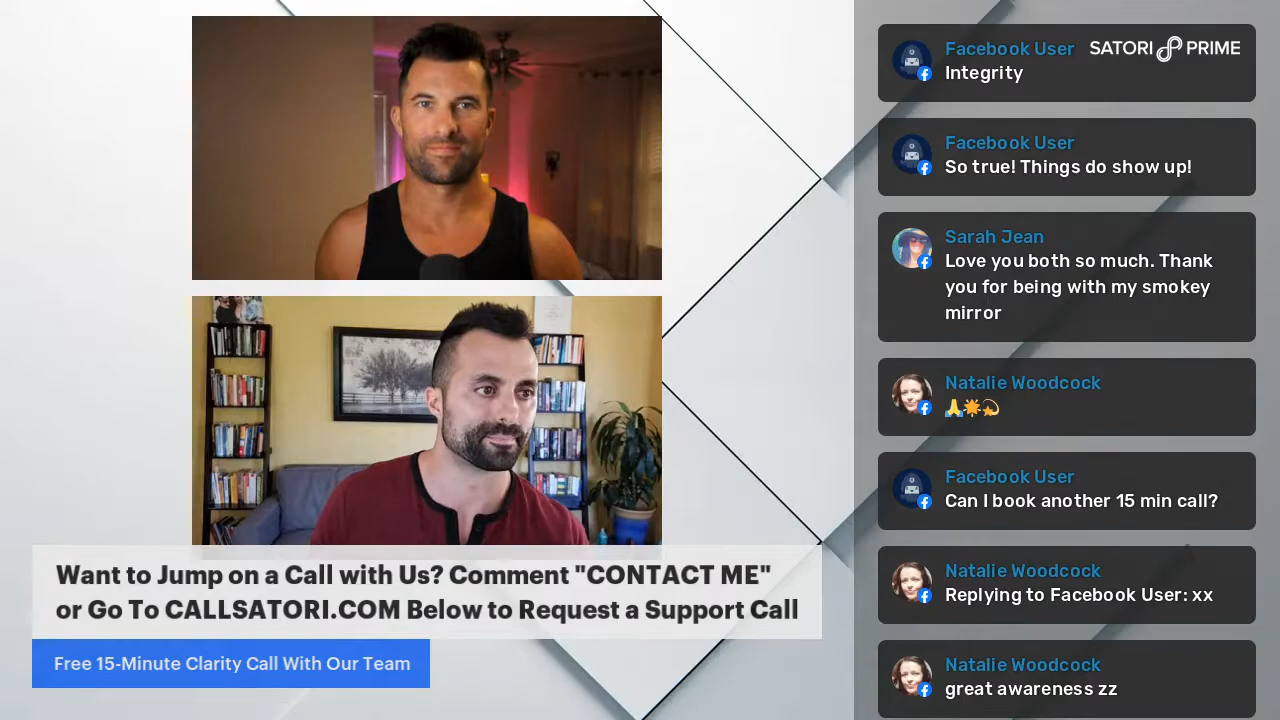 Facebook User
SATORI PRIME
Integrity
Facebook User
So true! Things do show up!
Sarah Jean
Love you both so much. Thank
you for being with my smokey
mirror
Natalie Woodcock
🙏🌟💫
Facebook User
Can I book another 15 min call?
Natalie Woodcock
Replying to Facebook User: xx
Natalie Woodcock
great awareness zz
Want to Jump on a Call with Us? Comment "CONTACT ME"
or Go To CALLSATORI.COM Below to Request a Support Call
Free 15-Minute Clarity Call With Our Team